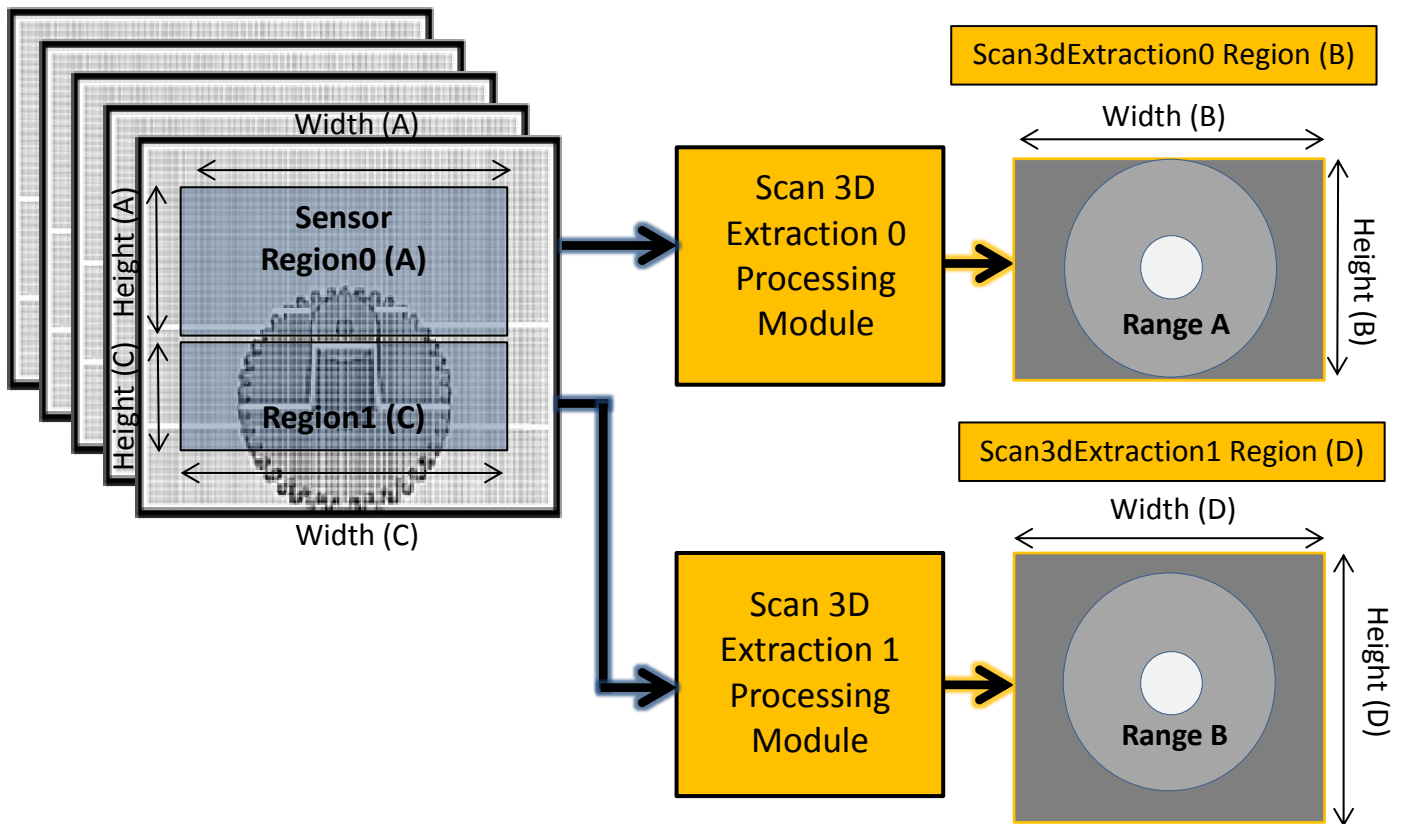 Width (A)
Height (A)
Sensor
Region0 (A)
Height (C)
Region1 (C)
Width (C)
Scan 3D
Extraction 0
Processing
Module
Scan3dExtraction0 Region (B)
Width (B)
Range A
Height (B)
Scan 3D
Extraction 1
Processing
Module
Scan3dExtraction1 Region (D)
Width (D)
Range B
Height (D)